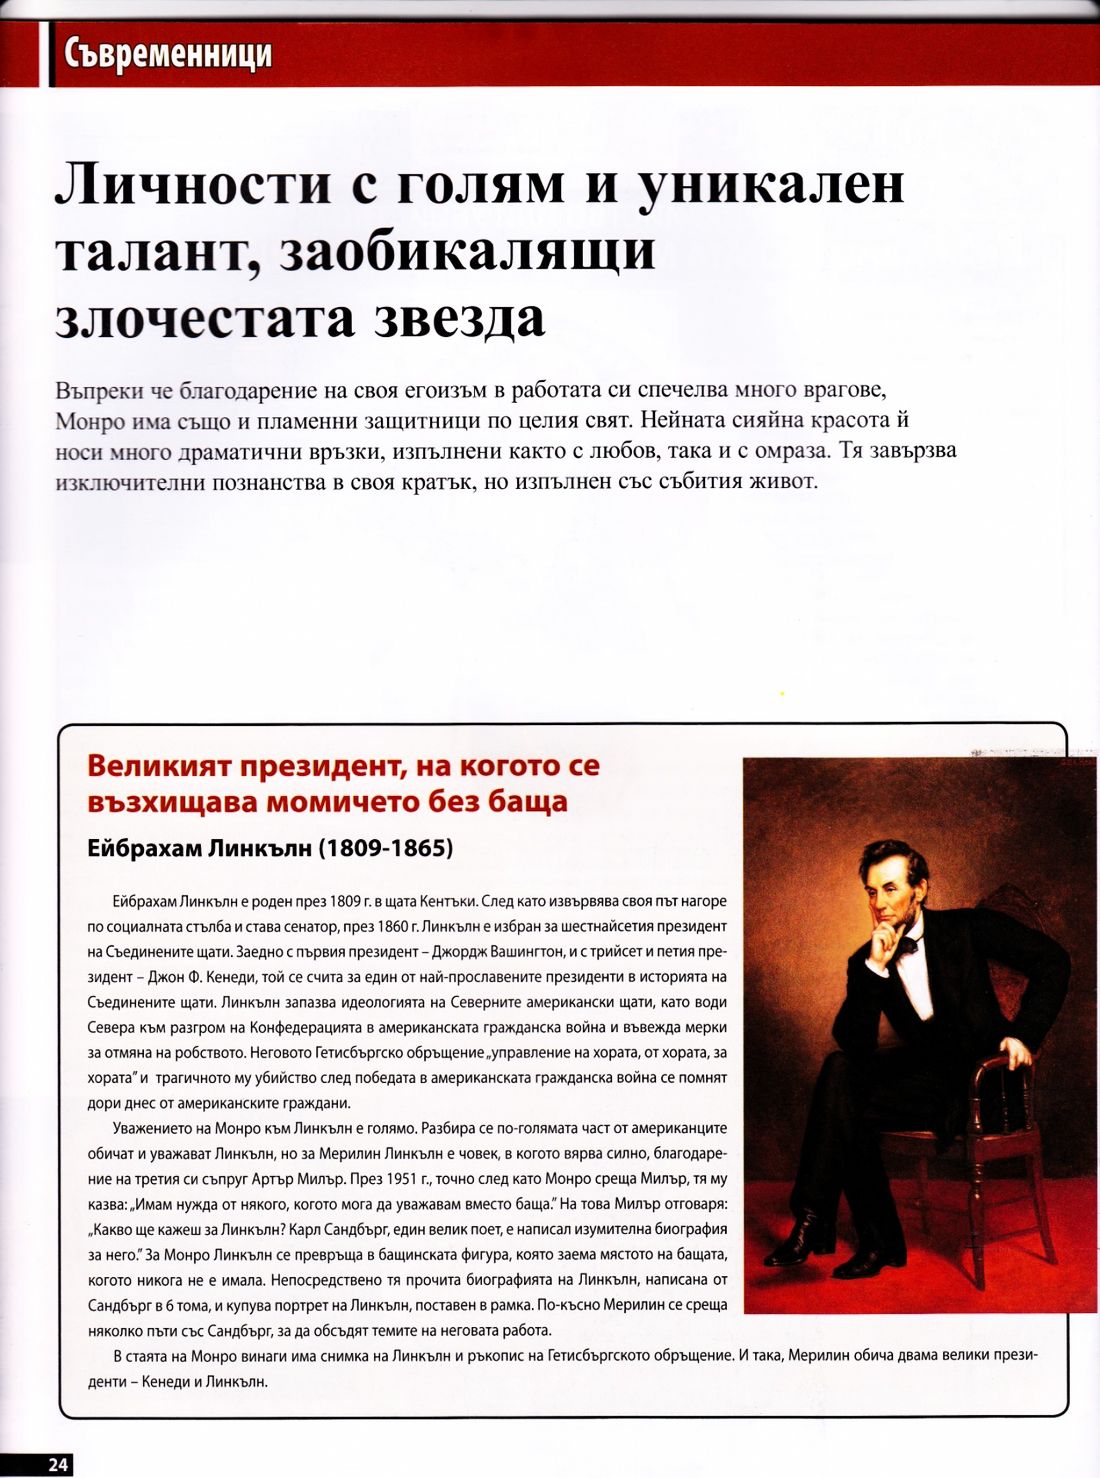 Съвременници
Личности с голям и уникален
талант, заобикалящи
злочестата звезда
Въпреки че благодарение на своя егоизъм в работата си спечелва много врагове,
Монро има също и пламенни защитници по целия свят. Нейната сияйна красота й
носи много драматични връзки, изпълнени както с любов, така и с омраза. Тя завързва
изключителни познанства в своя кратък, но изпълнен със събития живот.
Великият президент, на когото се
възхищава момичето без баща
Ейбрахам Линкълн (1809-1865)
Ейбрахам Линкълн е роден през 1809 г. в щата Кентъки. След като извървява своя път нагоре
по социалната стълба и става сенатор, през 1860 г. Линкълн е избран за шестнайсетия президент
на Съединените щати. Заедно с първия президент – Джордж Вашингтон, и с трийсет и петия пре-
зидент – Джон Ф. Кенеди, той се счита за един от най-прославените президенти в историята на
Съединените щати. Линкълн запазва идеологията на Северните американски щати, като води
Севера към разгром на Конфедерацията в американската гражданска война и въвежда мерки
за отмяна на робството. Неговото Гетисбъргско обръщение „управление на хората, от хората, за
хората” и трагичното му убийство след победата в американската гражданска война се помнят
дори днес от американските граждани.
Уважението на Монро към Линкълн е голямо. Разбира се по-голямата част от американците
обичат и уважават Линкълн, но за Мерилин Линкълн е човек, в когото вярва силно, благодаре-
ние на третия си съпруг Артър Милър. През 1951 г., точно след като Монро среща Милър, тя му
казва: „Имам нужда от някого, когото мога да уважавам вместо баща.” На това Милър отговаря:
„Какво ще кажеш за Линкълн? Карл Сандбърг, един велик поет, е написал изумителна биография
за него.” За Монро Линкълн се превръща в бащинската фигура, която заема мястото на бащата,
когото никога не е имала. Непосредствено тя прочита биографията на Линкълн, написана от
Сандбърг в 6 тома, и купува портрет на Линкълн, поставен в рамка. По-късно Мерилин се среща
няколко пъти със Сандбърг, за да обсъдят темите на неговата работа.
В стаята на Монро винаги има снимка на Линкълн и ръкопис на Гетисбъргското обръщение. И така, Мерилин обича двама велики прези-
денти – Кенеди и Линкълн.
24